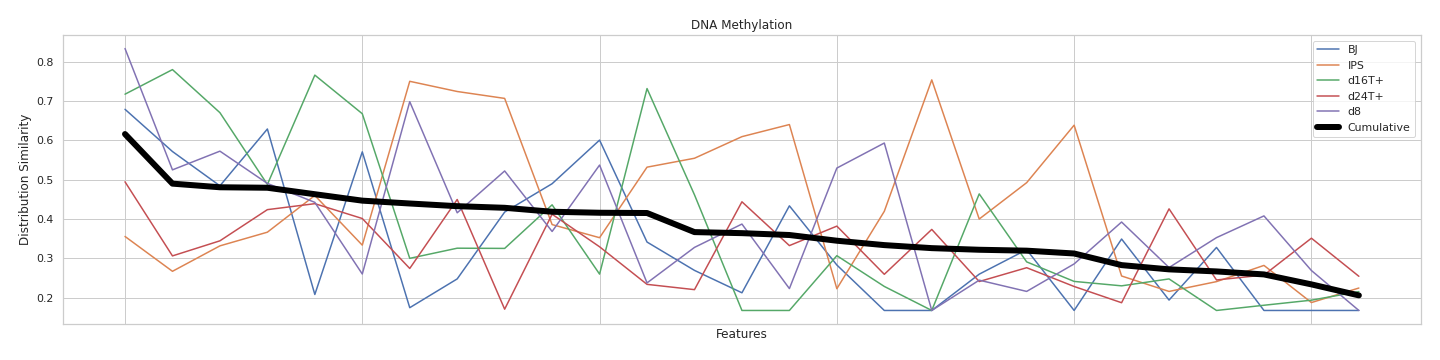 DNA Methylation
Distribution Similarity
0.8
0.7
0.6
0.5
0.4
0.3
0.2
BJ
IPS
d16T+
d24T+
d8
Cumulative
Features